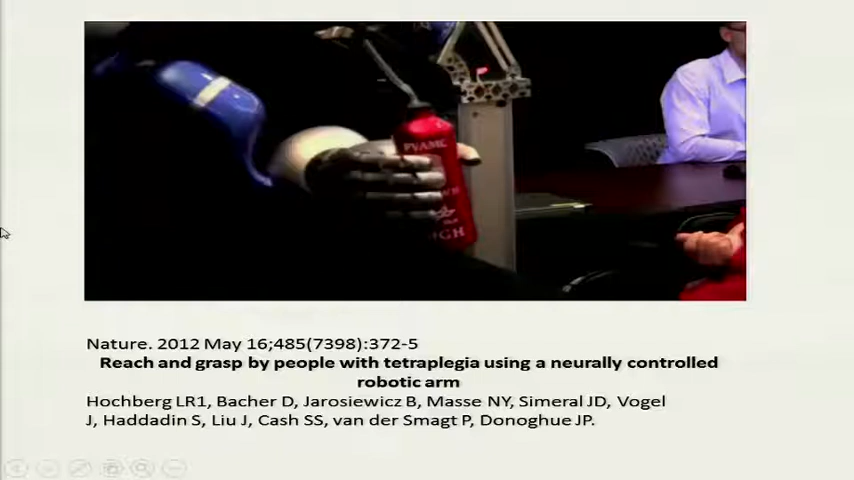 PVAMC
GH
Nature. 2012 May 16;485(7398):372-5
Reach and grasp by people with tetraplegia using a neurally controlled
robotic arm
Hochberg LR1, Bacher D, Jarosiewicz B, Masse NY, Simeral JD, Vogel
J, Haddadin S, Liu J, Cash SS, van der Smagt P, Donoghue JP.